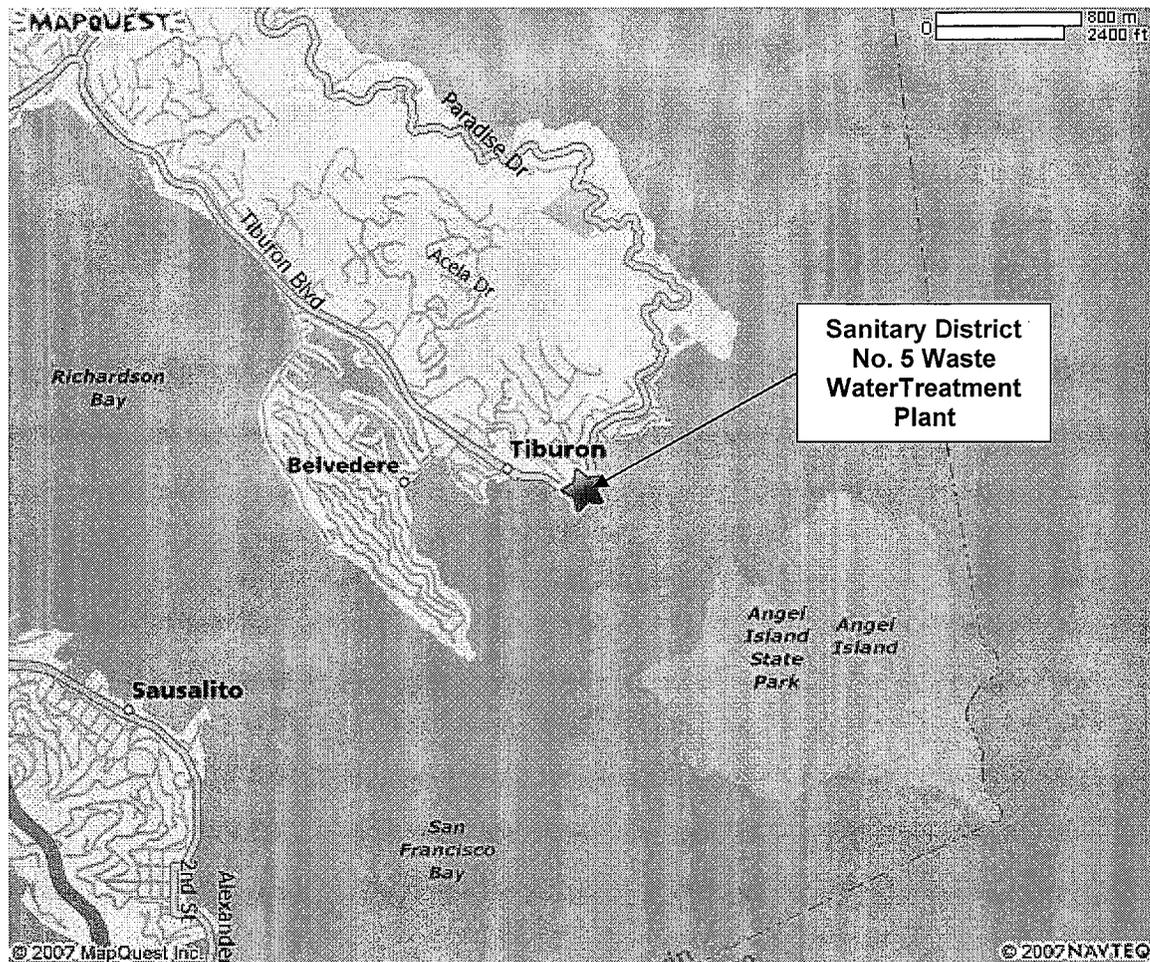 MAPQUEST
0
800 m
2400 ft
Paradise Dr
Tiburon Blvd
Acela Dr
Sanitary District
No. 5 Waste
WaterTreatment
Plant
Richardson
Bay
Tiburon
Belvedere
Angel
Island
State
Park
Angel
Island
Sausalito
San
Francisco
Bay
2nd St
Alexander
© 2007 MapQuest Inc.
© 2007 NAVTEQ